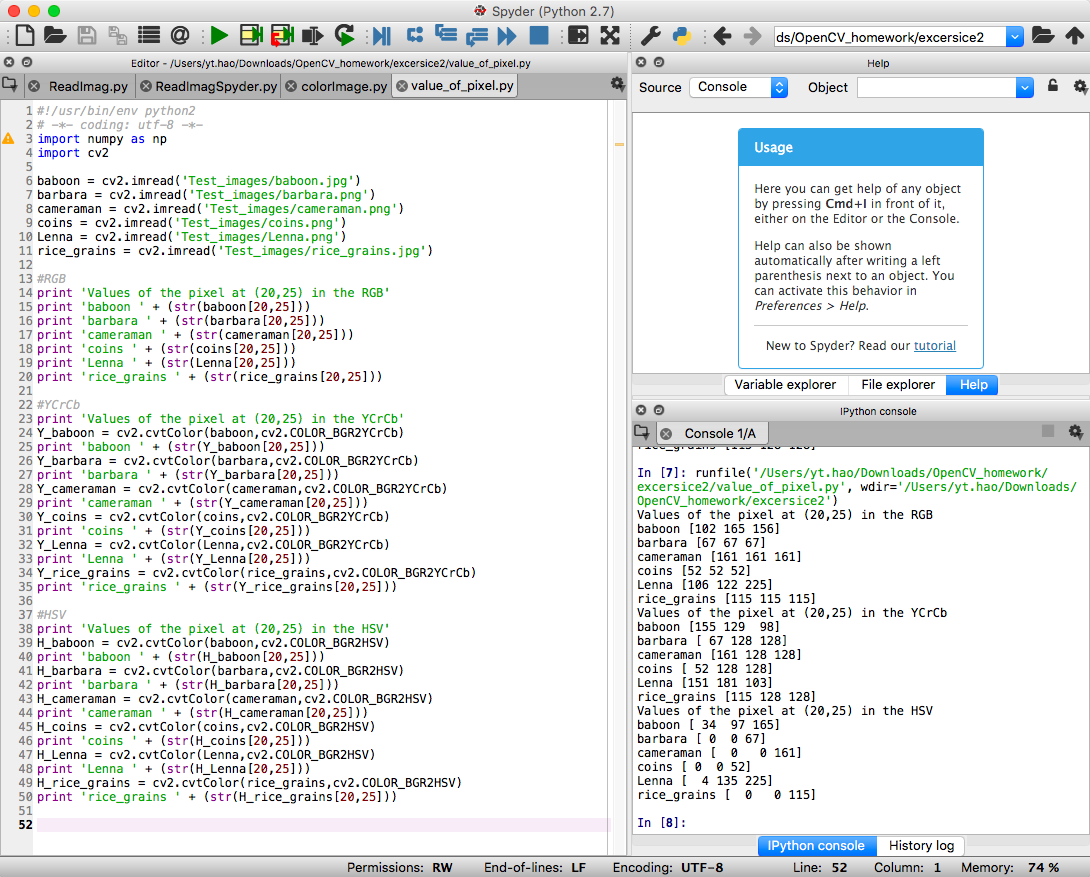 Spyder (Python 2.7)
ds/OpenCV_homework/excersice2
Editor - /Users/yt.hao/Downloads/OpenCV_homework/excersice2/value_of_pixel.py
ReadImag.py
ReadImagSpyder.py
colorImage.py
value_of_pixel.py
1 #!/usr/bin/env python2
2 # -*- coding: utf-8 -*-
3 import numpy as np
4 import cv2
5
6 baboon = cv2.imread('Test_images/baboon.jpg')
7 barbara = cv2.imread('Test_images/barbara.png')
8 cameraman = cv2.imread('Test_images/cameraman.png')
9 coins = cv2.imread('Test_images/coins.png')
10 Lenna = cv2.imread('Test_images/Lenna.png')
11 rice_grains = cv2.imread('Test_images/rice_grains.jpg')
12
13 #RGB
14 print 'Values of the pixel at (20,25) in the RGB'
15 print 'baboon ' + (str(baboon[20,25]))
16 print 'barbara ' + (str(barbara[20,25]))
17 print 'cameraman ' + (str(cameraman[20,25]))
18 print 'coins ' + (str(coins[20,25]))
19 print 'Lenna ' + (str(Lenna[20,25]))
20 print 'rice_grains ' + (str(rice_grains[20,25]))
21
22 #YCrCb
23 print 'Values of the pixel at (20,25) in the YCrCb'
24 Y_baboon = cv2.cvtColor(baboon,cv2.COLOR_BGR2YCrCb)
25 print 'baboon ' + (str(Y_baboon[20,25]))
26 Y_barbara = cv2.cvtColor(barbara,cv2.COLOR_BGR2YCrCb)
27 print 'barbara ' + (str(Y_barbara[20,25]))
28 Y_cameraman = cv2.cvtColor(cameraman,cv2.COLOR_BGR2YCrCb)
29 print 'cameraman ' + (str(Y_cameraman[20,25]))
30 Y_coins = cv2.cvtColor(coins,cv2.COLOR_BGR2YCrCb)
31 print 'coins ' + (str(Y_coins[20,25]))
32 Y_Lenna = cv2.cvtColor(Lenna,cv2.COLOR_BGR2YCrCb)
33 print 'Lenna ' + (str(Y_Lenna[20,25]))
34 Y_rice_grains = cv2.cvtColor(rice_grains,cv2.COLOR_BGR2YCrCb)
35 print 'rice_grains ' + (str(Y_rice_grains[20,25]))
36
37 #HSV
38 print 'Values of the pixel at (20,25) in the HSV'
39 H_baboon = cv2.cvtColor(baboon,cv2.COLOR_BGR2HSV)
40 print 'baboon ' + (str(H_baboon[20,25]))
41 H_barbara = cv2.cvtColor(barbara,cv2.COLOR_BGR2HSV)
42 print 'barbara ' + (str(H_barbara[20,25]))
43 H_cameraman = cv2.cvtColor(cameraman,cv2.COLOR_BGR2HSV)
44 print 'cameraman ' + (str(H_cameraman[20,25]))
45 H_coins = cv2.cvtColor(coins,cv2.COLOR_BGR2HSV)
46 print 'coins ' + (str(H_coins[20,25]))
47 H_Lenna = cv2.cvtColor(Lenna,cv2.COLOR_BGR2HSV)
48 print 'Lenna ' + (str(H_Lenna[20,25]))
49 H_rice_grains = cv2.cvtColor(rice_grains,cv2.COLOR_BGR2HSV)
50 print 'rice_grains ' + (str(H_rice_grains[20,25]))
51
52
Help
Source Console Object
Usage
Here you can get help of any object
by pressing Cmd+I in front of it,
either on the Editor or the Console.
Help can also be shown
automatically after writing a left
parenthesis next to an object. You
can activate this behavior in
Preferences > Help.
New to Spyder? Read our tutorial
Variable explorer File explorer Help
IPython console
Console 1/A
In [7]: runfile('/Users/yt.hao/Downloads/OpenCV_homework/
excersice2/value_of_pixel.py', wdir='/Users/yt.hao/Downloads/
OpenCV_homework/excersice2')
Values of the pixel at (20,25) in the RGB
baboon [102 165 156]
barbara [67 67 67]
cameraman [161 161 161]
coins [52 52 52]
Lenna [106 122 225]
rice_grains [115 115 115]
Values of the pixel at (20,25) in the YCrCb
baboon [155 129  98]
barbara [ 67 128 128]
cameraman [161 128 128]
coins [ 52 128 128]
Lenna [151 181 103]
rice_grains [115 128 128]
Values of the pixel at (20,25) in the HSV
baboon [ 34  97 165]
barbara [ 0  0 67]
cameraman [  0   0 161]
coins [ 0  0 52]
Lenna [  4 135 225]
rice_grains [  0   0 115]
In [8]:
IPython console History log
Permissions: RW End-of-lines: LF Encoding: UTF-8 Line: 52 Column: 1 Memory: 74 %